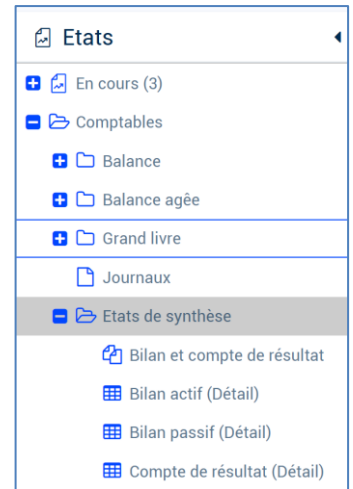 Etats
En cours (3)
Comptables
Balance
Balance agêe
Grand livre
Journaux
Etats de synthèse
Bilan et compte de résultat
Bilan actif (Détail)
Bilan passif (Détail)
Compte de résultat (Détail)